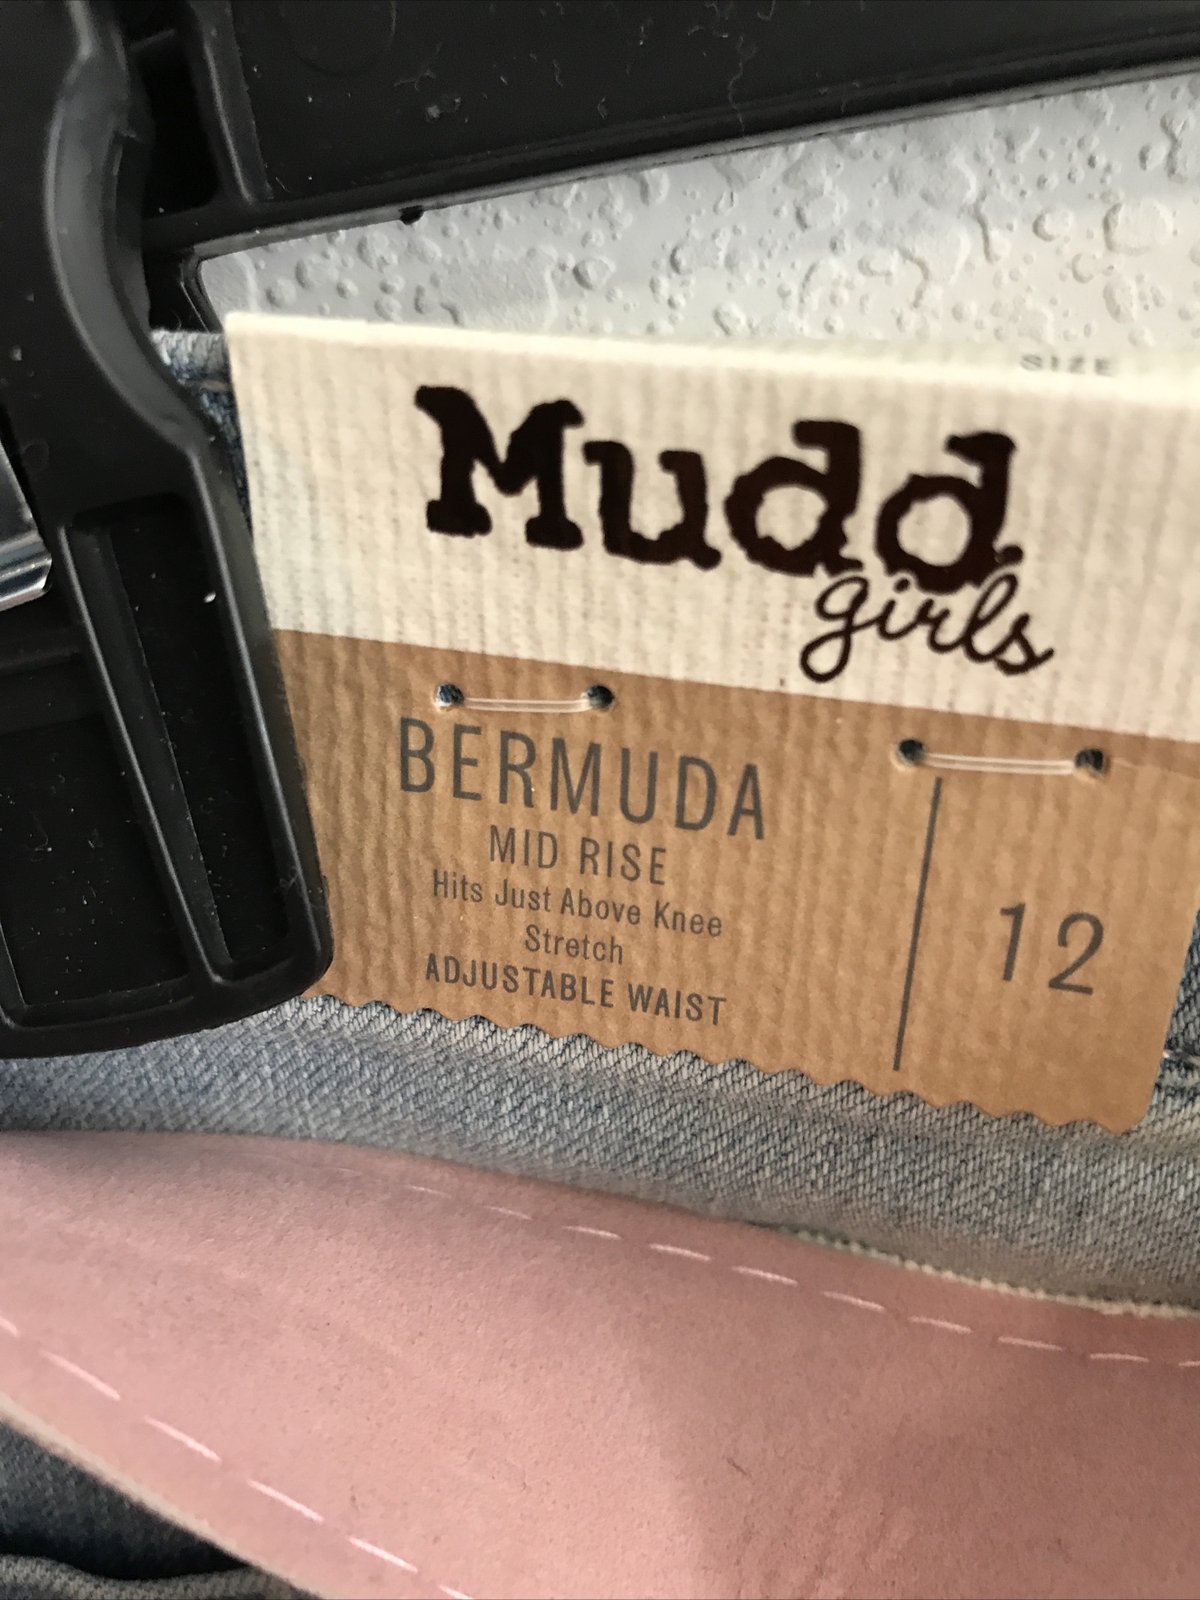 SIZE
Mudd
girls
BERMUDA
MID RISE
Hits Just Above Knee
Stretch
ADJUSTABLE WAIST
12